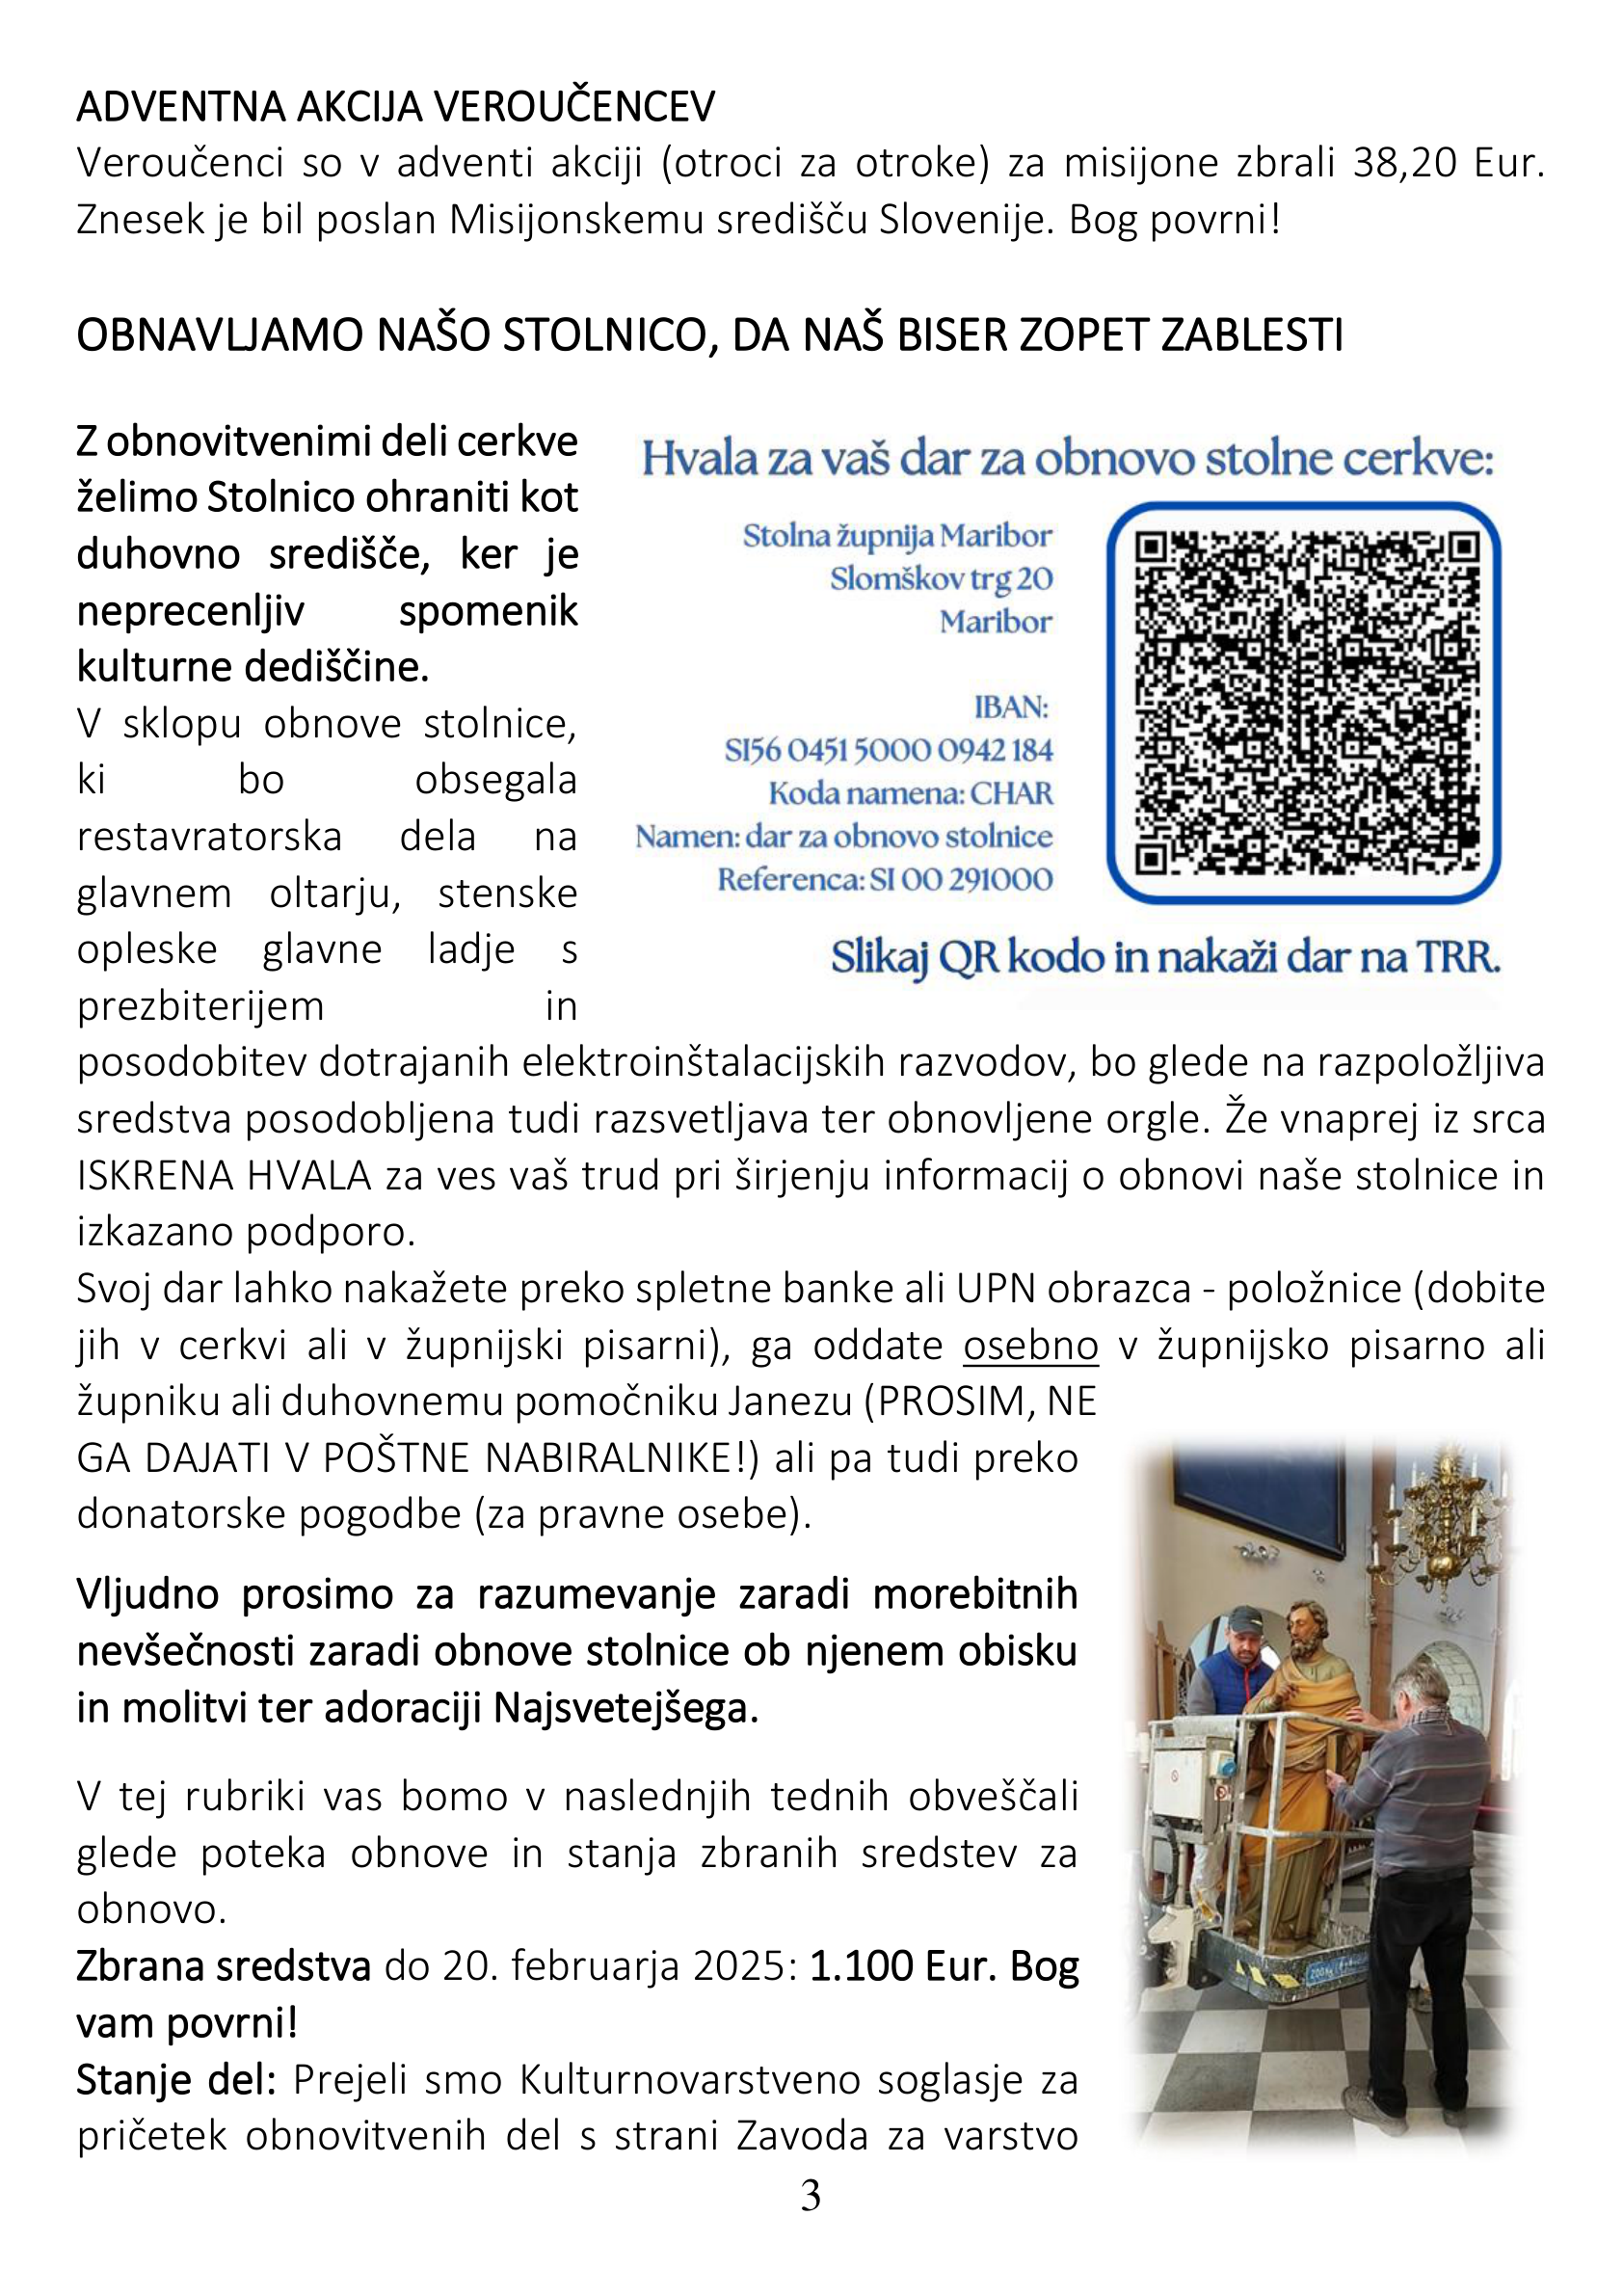 ADVENTNA AKCIJA VEROUČENCEV
Veroučenci so v adventi akciji (otroci za otroke) za misijone zbrali 38,20 Eur.
Znesek je bil poslan Misijonskemu središču Slovenije. Bog povrni!
OBNAVLJAMO NAŠO STOLNICO, DA NAŠ BISER ZOPET ZABLESTI
Z obnovitvenimi deli cerkve
želimo Stolnico ohraniti kot
duhovno središče, ker je
neprecenljiv spomenik
kulturne dediščine.
V sklopu obnove stolnice,
ki bo obsegala
restavratorska dela na
glavnem oltarju, stenske
opleske glavne ladje s
prezbiterijem in
Hvala za vaš dar za obnovo stolne cerkve:
Stolna župnija Maribor
Slomškov trg 20
Maribor
IBAN:
SI56 0451 5000 0942 184
Koda namena: CHAR
Namen: dar za obnovo stolnice
Referenca: SI 00 291000
Slikaj QR kodo in nakaži dar na TRR.
posodobitev dotrajanih elektroinštalacijskih razvodov, bo glede na razpoložljiva
sredstva posodobljena tudi razsvetljava ter obnovljene orgle. Že vnaprej iz srca
ISKRENA HVALA za ves vaš trud pri širjenju informacij o obnovi naše stolnice in
izkazano podporo.
Svoj dar lahko nakažete preko spletne banke ali UPN obrazca - položnice (dobite
jih v cerkvi ali v župnijski pisarni), ga oddate osebno v župnijsko pisarno ali
župniku ali duhovnemu pomočniku Janezu (PROSIM, NE
GA DAJATI V POŠTNE NABIRALNIKE!) ali pa tudi preko
donatorske pogodbe (za pravne osebe).
Vljudno prosimo za razumevanje zaradi morebitnih
nevšečnosti zaradi obnove stolnice ob njenem obisku
in molitvi ter adoraciji Najsvetejšega.
V tej rubriki vas bomo v naslednjih tednih obveščali
glede poteka obnove in stanja zbranih sredstev za
obnovo.
Zbrana sredstva do 20. februarja 2025: 1.100 Eur. Bog
vam povrni!
Stanje del: Prejeli smo Kulturnovarstveno soglasje za
pričetek obnovitvenih del s strani Zavoda za varstvo
3